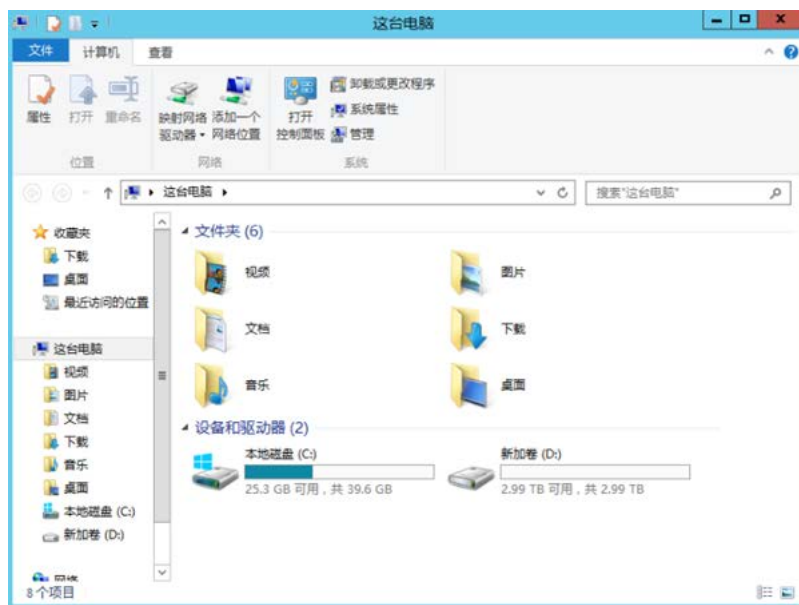 这台电脑
文件 计算机 查看
属性 打开 重命名 映射网络 添加一个 打开 卸载或更改程序
驱动器 网络位置 控制面板 系统属性
管理
位置 网络 系统
这台电脑
搜索"这台电脑"
收藏夹
下载
桌面
最近访问的位置
这台电脑
视频
图片
文档
下载
音乐
桌面
本地磁盘 (C:)
新加卷 (D:)
网络
文件夹 (6)
视频 图片
文档 下载
音乐 桌面
设备和驱动器 (2)
本地磁盘 (C:)
25.3 GB 可用，共 39.6 GB
新加卷 (D:)
2.99 TB 可用，共 2.99 TB
8个项目